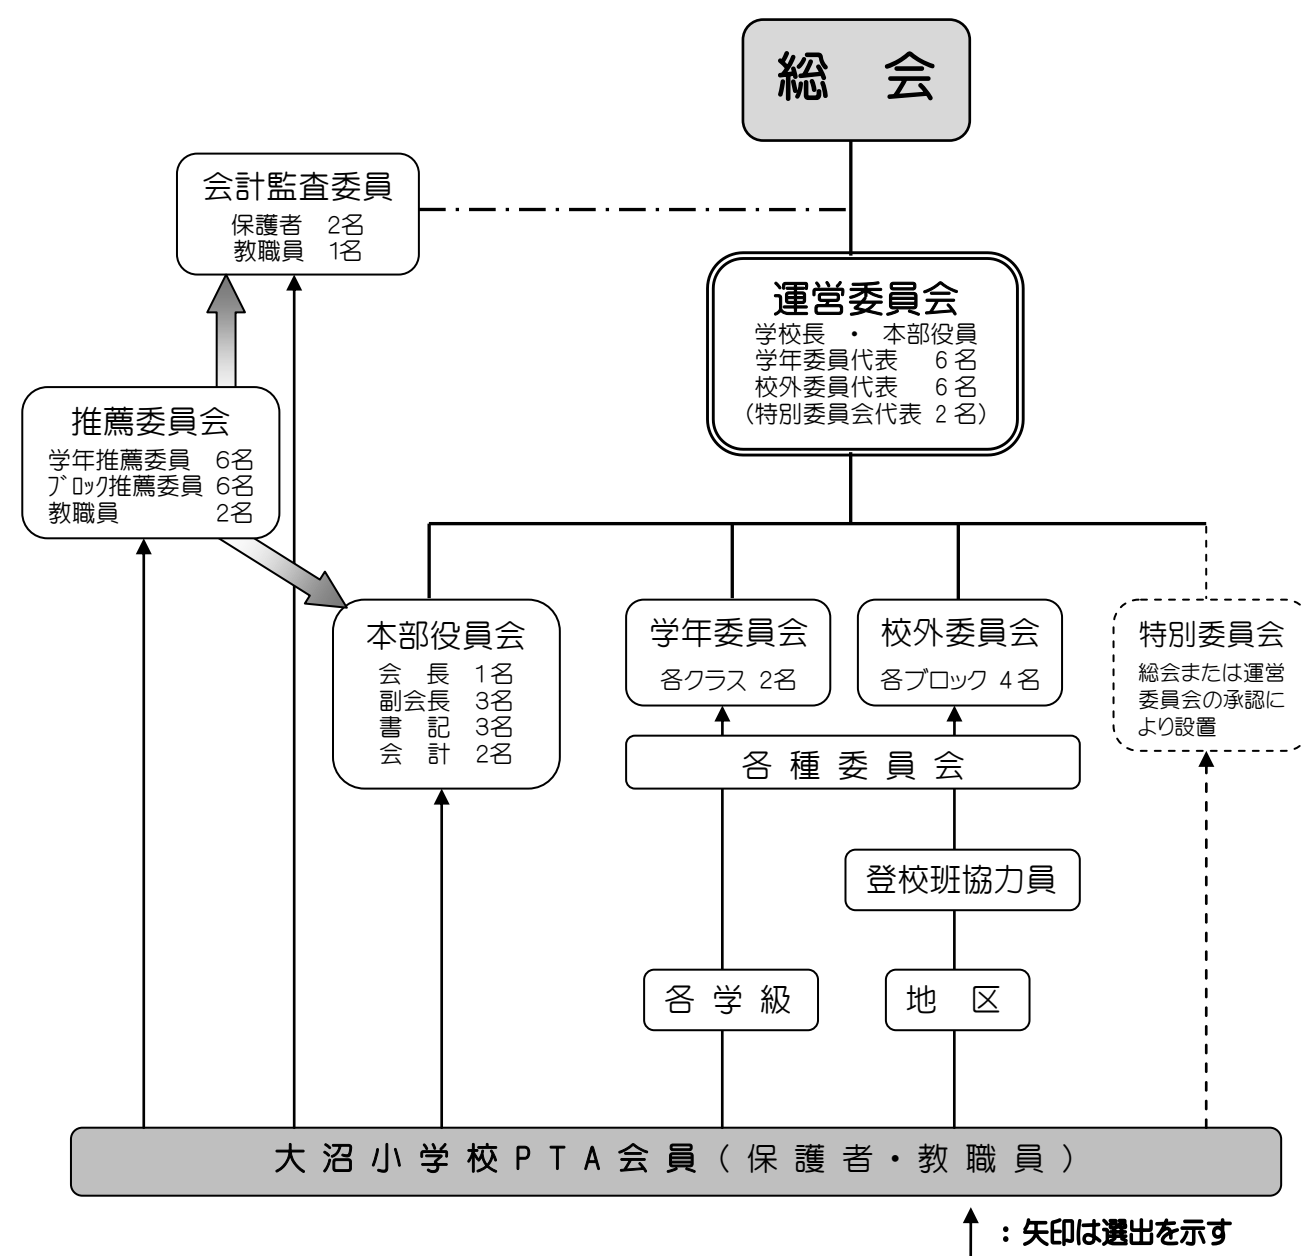 総 会
会計監査委員
保護者 2名
教職員 1名
運営委員会
学校長 ・ 本部役員
学年委員代表 6名
校外委員代表 6名
(特別委員会代表 2名)
推薦委員会
学年推薦委員 6名
ブロック推薦委員 6名
教職員 2名
本部役員会
会 長 1名
副会長 3名
書 記 3名
会 計 2名
学年委員会
各クラス 2名
校外委員会
各ブロック 4名
特別委員会
総会または運営
委員会の承認に
より設置
各種委員会
登校班協力員
各学級
地 区
大沼小学校PTA会員(保護者・教職員)
:矢印は選出を示す